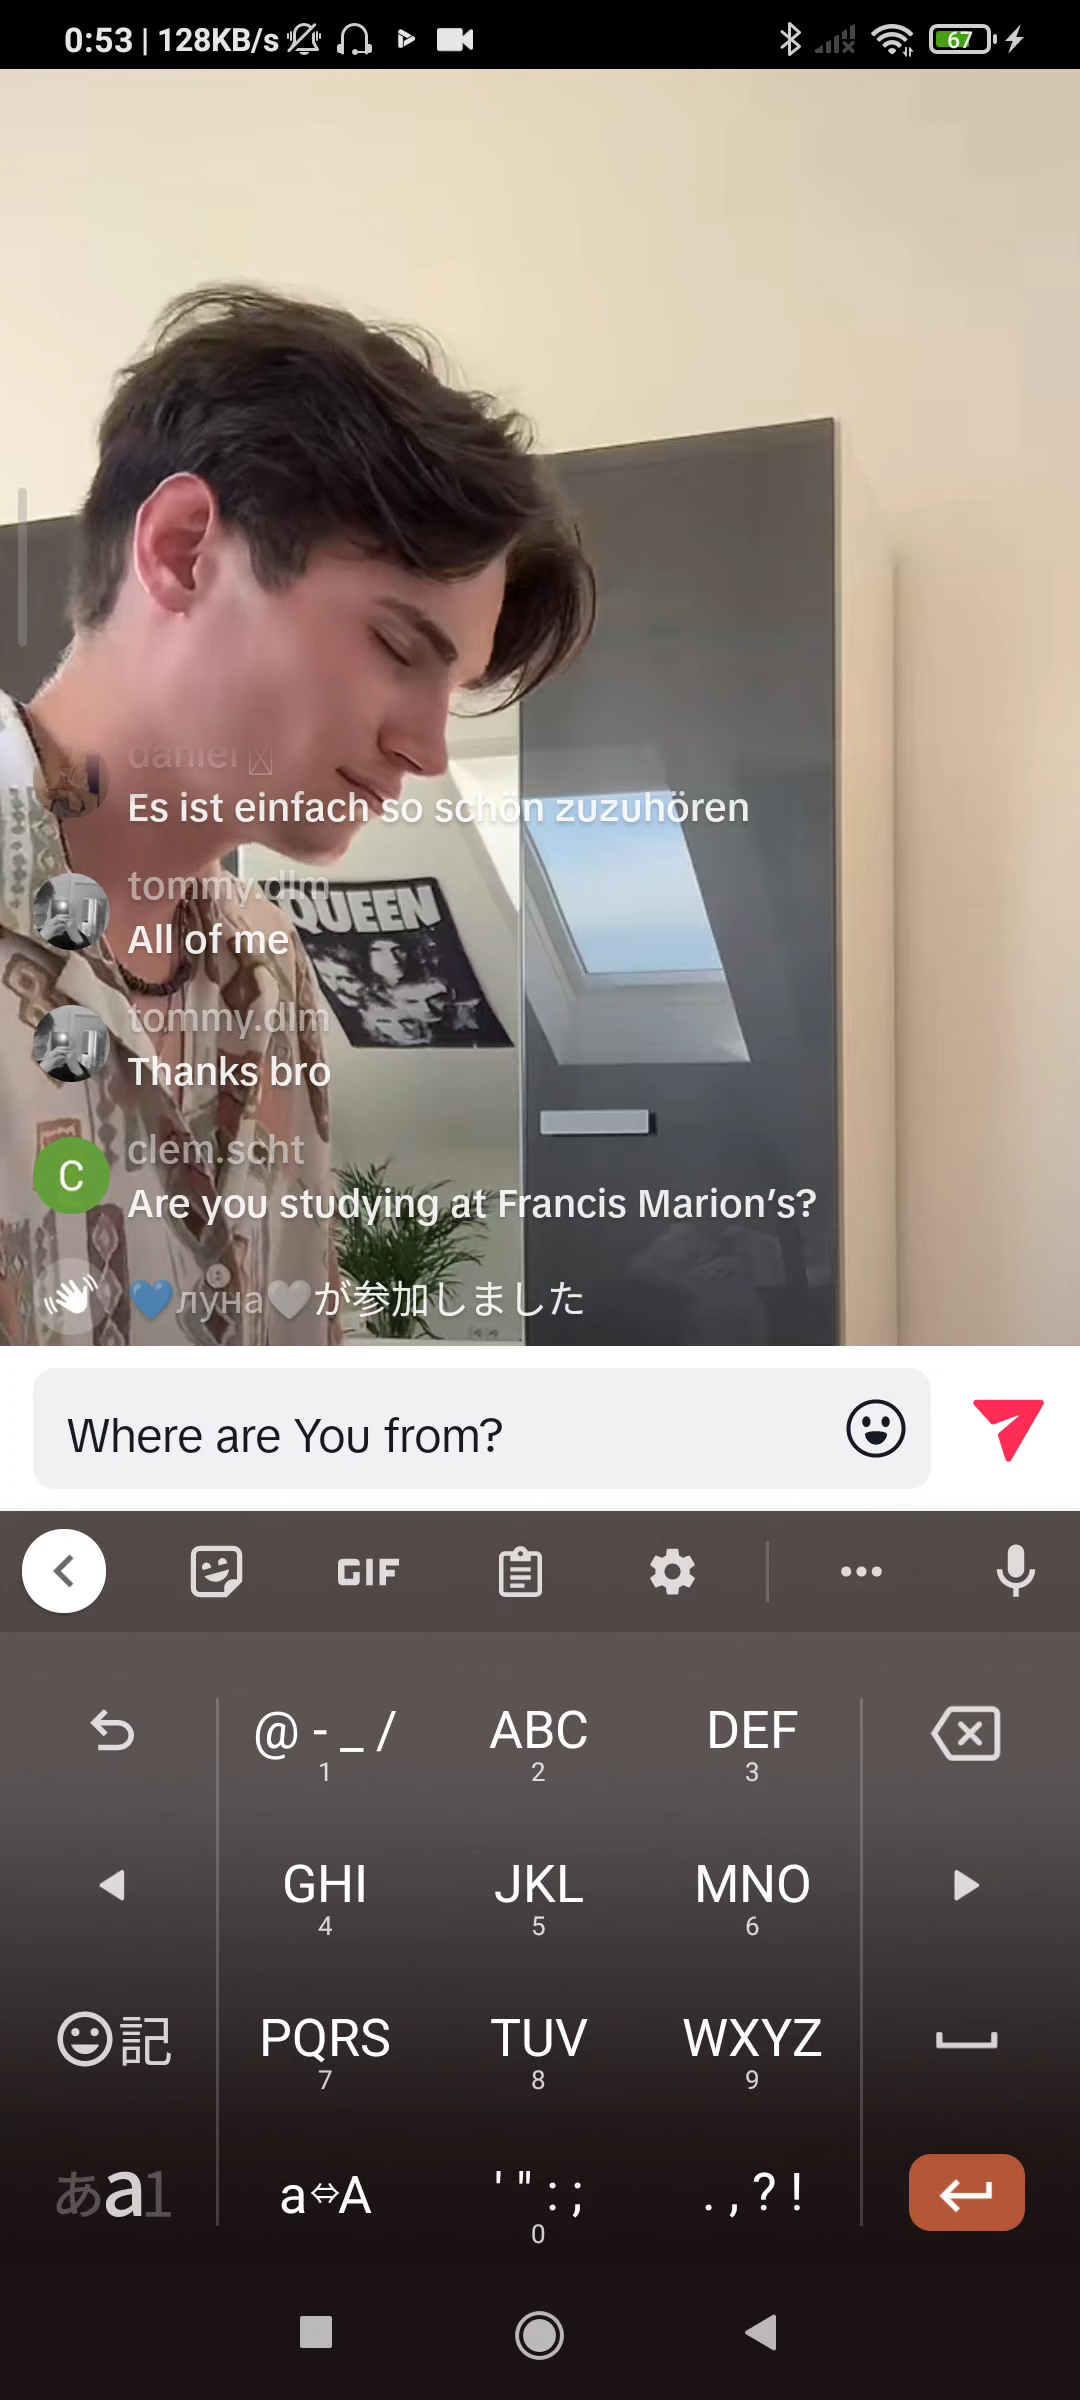 0:53 | 128KB/s
67
daniel
Es ist einfach so schön zuzuhören
QUEEN
tommy.dlm
All of me
tommy.dlm
Thanks bro
clem.scht
C
Are you studying at Francis Marion's?
💙луна🤍が参加しました
Where are You from?
GIF
@ - _ / ABC DEF
1 2 3
GHI JKL MNO
4 5 6
記 PQRS TUV WXYZ
7 8 9
あa1 a⇔A ' " : ; . , ? !
0